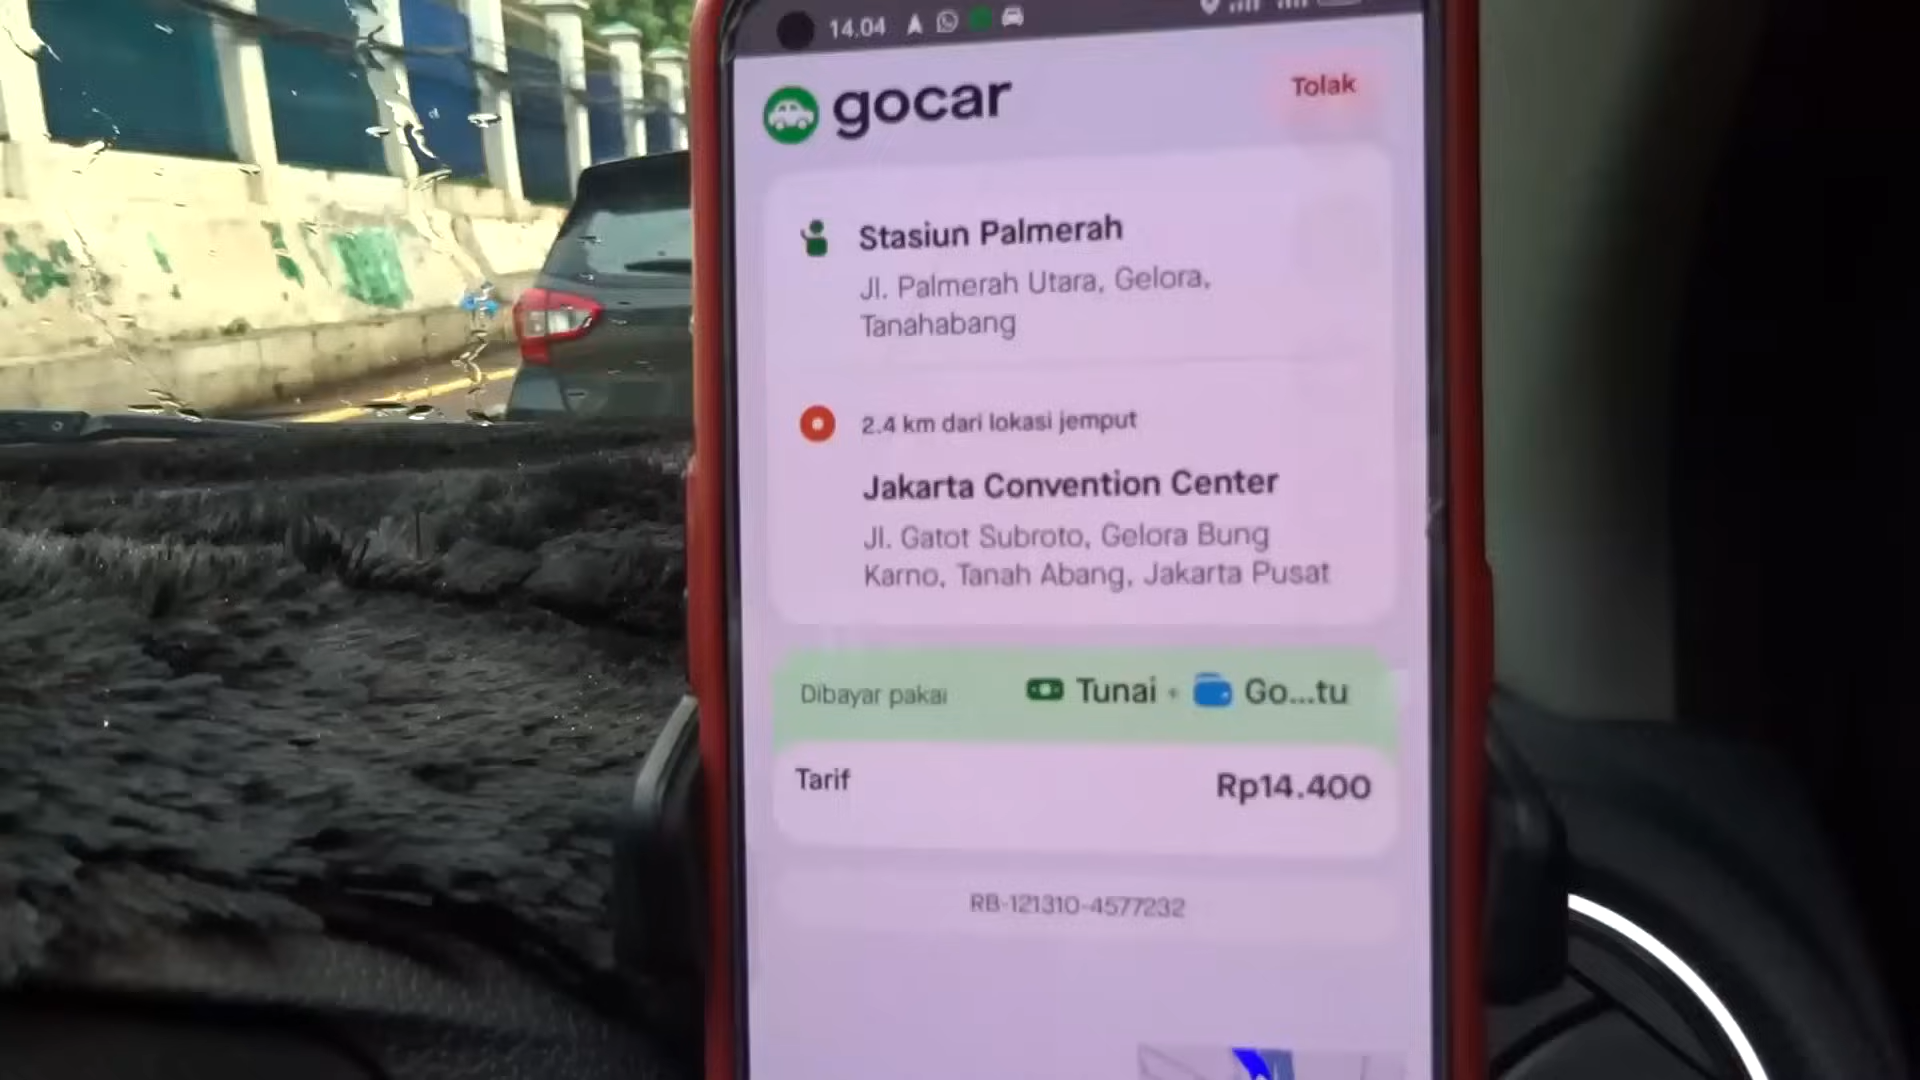 14.04
gocar
Tolak
Stasiun Palmerah
Jl. Palmerah Utara, Gelora,
Tanahabang
2.4 km dari lokasi jemput
Jakarta Convention Center
Jl. Gatot Subroto, Gelora Bung
Karno, Tanah Abang, Jakarta Pusat
Dibayar pakai Tunai + Go...tu
Tarif Rp14.400
RB-121310-4577232